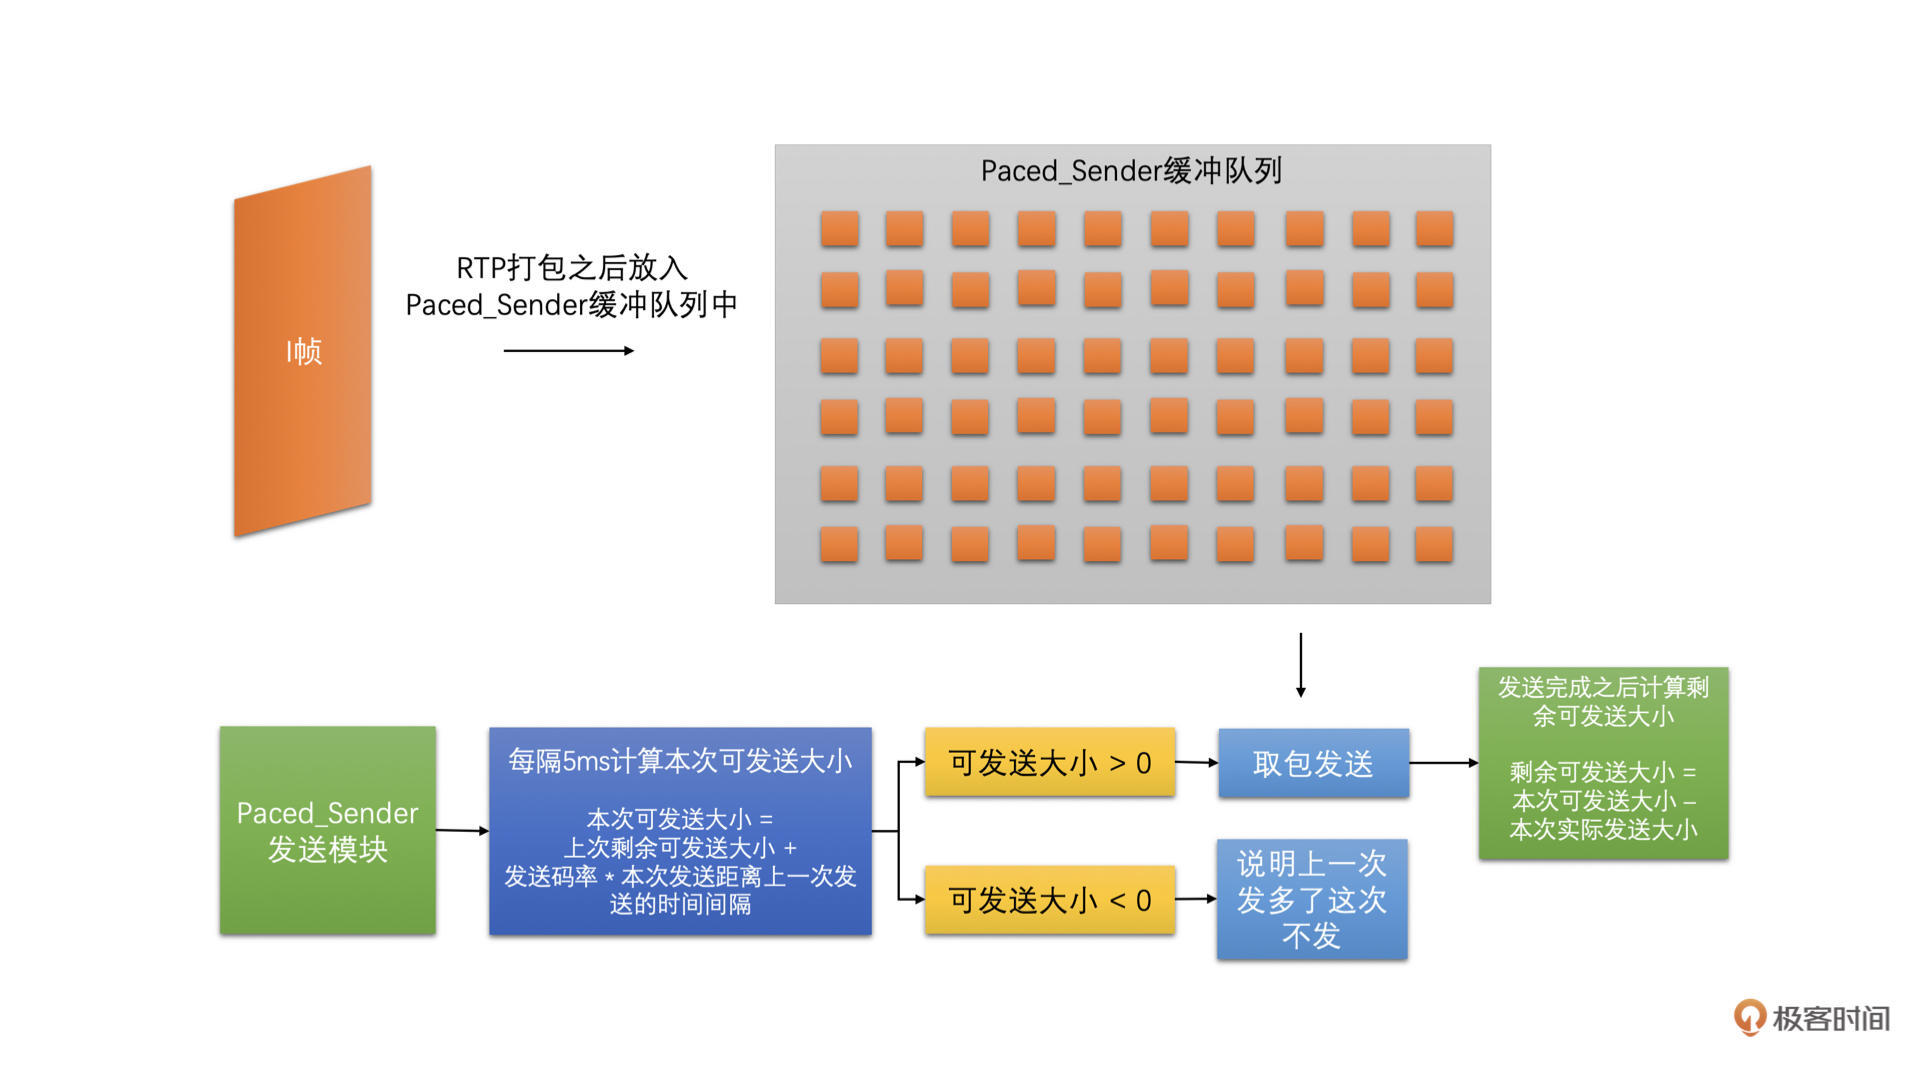 Paced_Sender缓冲队列
RTP打包之后放入
Paced_Sender缓冲队列中
I帧
Paced_Sender
发送模块
每隔5ms计算本次可发送大小
本次可发送大小 =
上次剩余可发送大小 +
发送码率 * 本次发送距离上一次发
送的时间间隔
可发送大小 > 0
可发送大小 < 0
取包发送
说明上一次
发多了这次
不发
发送完成之后计算剩
余可发送大小
剩余可发送大小 =
本次可发送大小 –
本次实际发送大小
极客时间